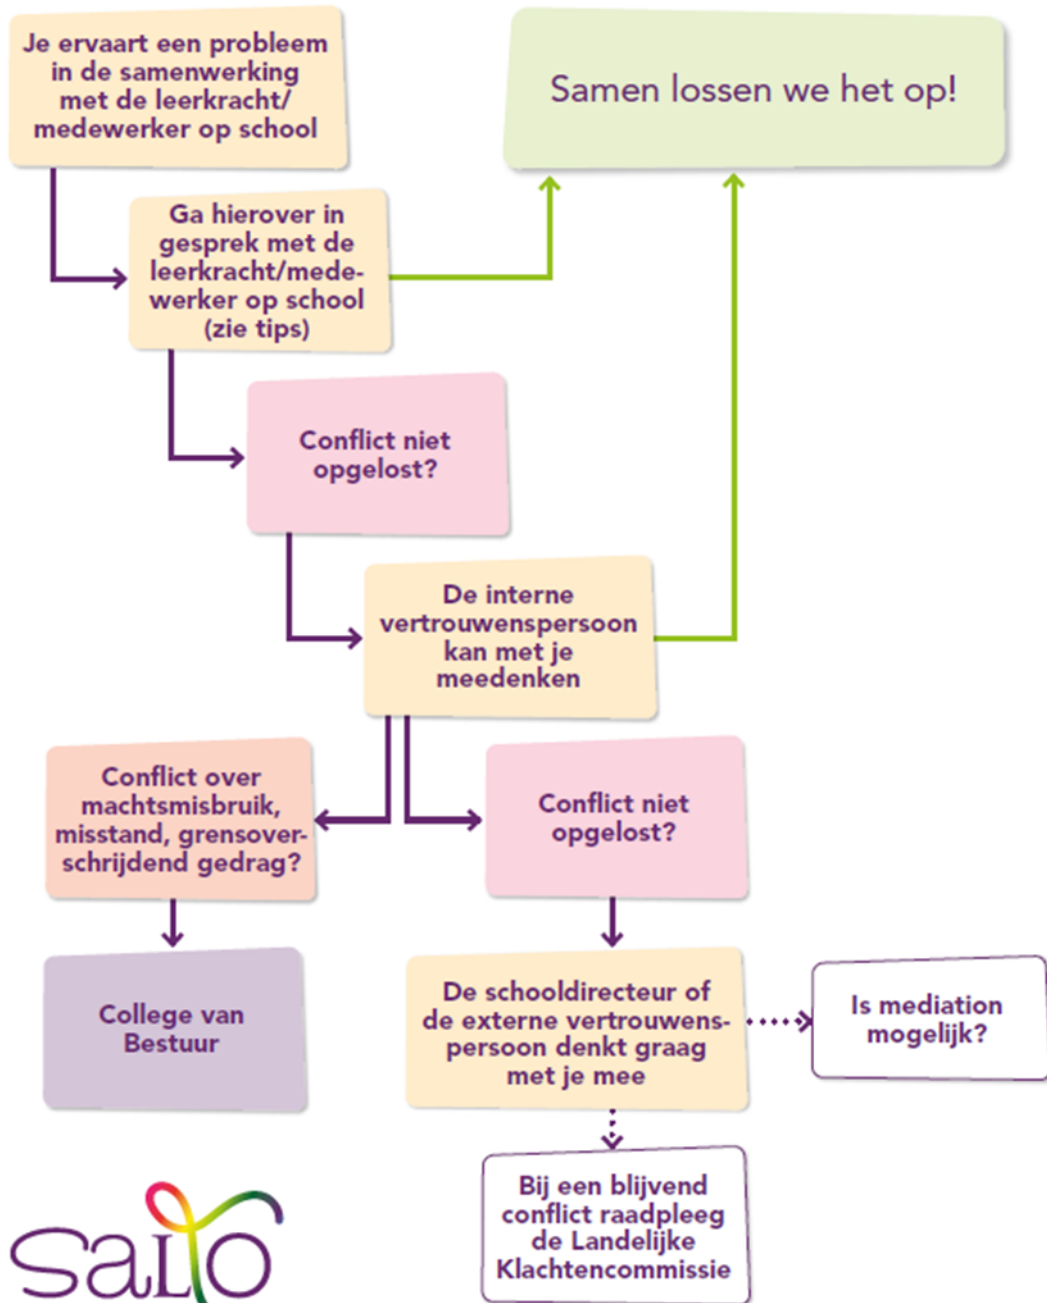 Je ervaart een probleem
in de samenwerking
met de leerkracht/
medewerker op school
Samen lossen we het op!
Ga hierover in
gesprek met de
leerkracht/mede-
werker op school
(zie tips)
Conflict niet
opgelost?
De interne
vertrouwenspersoon
kan met je
meedenken
Conflict over
machtsmisbruik,
misstand, grensover-
schrijdend gedrag?
Conflict niet
opgelost?
College van
Bestuur
De schooldirecteur of
de externe vertrouwens-
persoon denkt graag
met je mee
Is mediation
mogelijk?
Bij een blijvend
conflict raadpleeg
de Landelijke
Klachtencommissie
salto